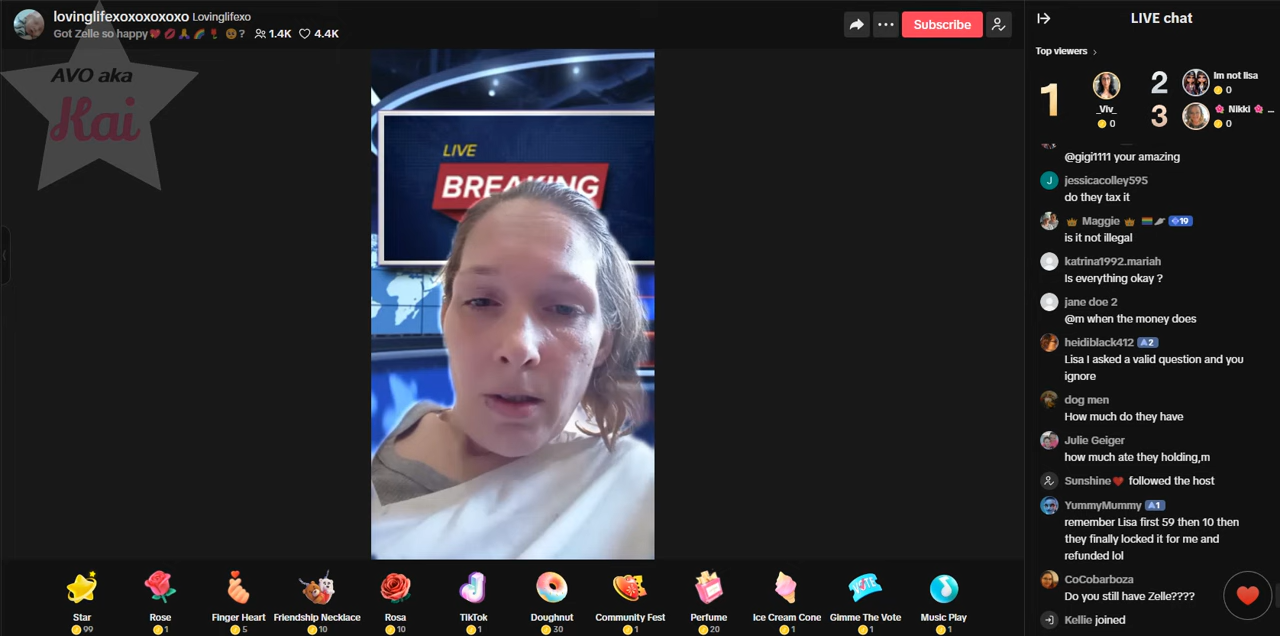 lovinglifexoxoxoxoxo Lovinglifexo
Got Zelle so happy❤️💋🙏🌈🌹😡? 1.4K 4.4K
Subscribe
AVO aka
Kai
LIVE
BREAKING
LIVE chat
Top viewers >
1
_Viv_
0
2
Im not lisa
0
3
🌺 Nikki 🌺 ...
0
@gigi1111 your amazing
J
jessicacolley595
do they tax it
👑 Maggie 👑 19
is it not illegal
katrina1992.mariah
Is everything okay ?
jane doe 2
@m when the money does
heidiblack412 2
Lisa I asked a valid question and you
ignore
dog men
How much do they have
Julie Geiger
how much ate they holding,m
Sunshine❤️ followed the host
YummyMummy 1
remember Lisa first 59 then 10 then
they finally locked it for me and
refunded lol
CoCobarboza
Do you still have Zelle????
Kellie joined
Star
99
Rose
1
Finger Heart
5
Friendship Necklace
10
Rosa
10
TikTok
1
Doughnut
30
Community Fest
1
Perfume
20
Ice Cream Cone
1
VOTE
Gimme The Vote
1
Music Play
1